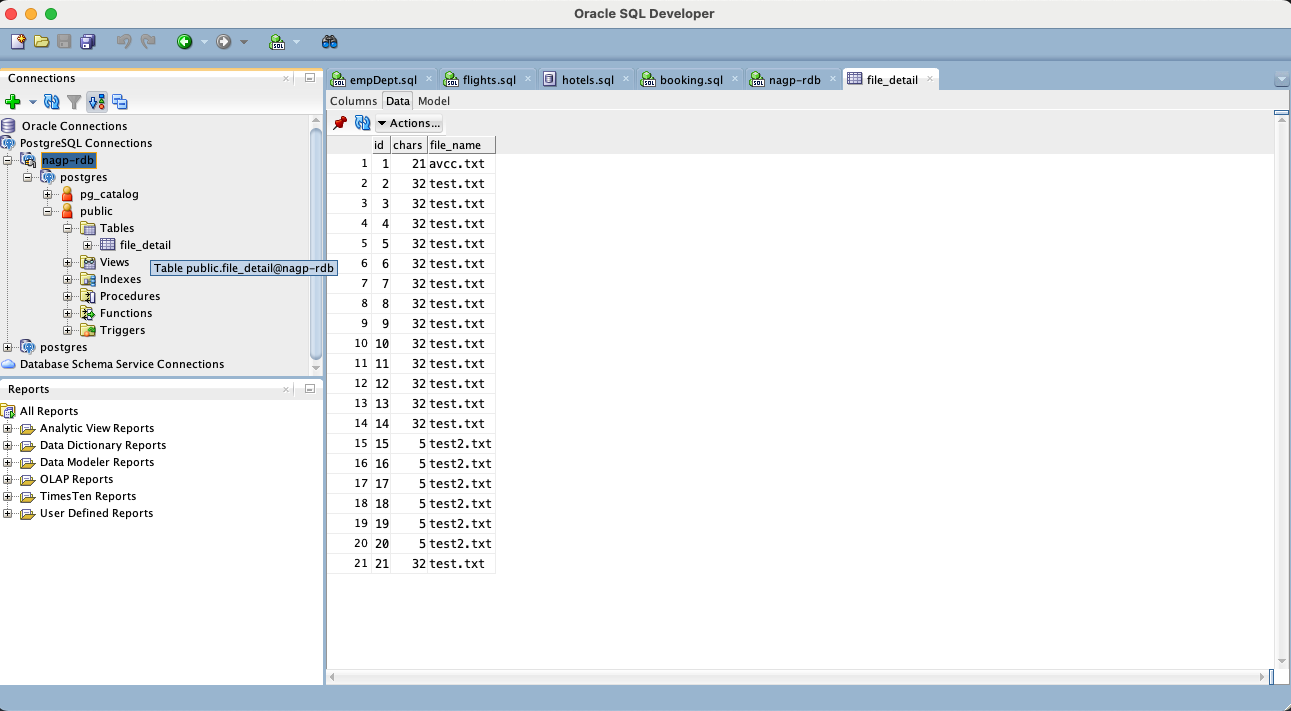 Oracle SQL Developer
Connections
Oracle Connections
PostgreSQL Connections
nagp-rdb
postgres
pg_catalog
public
Tables
file_detail
Views
Table public.file_detail@nagp-rdb
Indexes
Procedures
Functions
Triggers
postgres
Database Schema Service Connections
Reports
All Reports
Analytic View Reports
Data Dictionary Reports
Data Modeler Reports
OLAP Reports
TimesTen Reports
User Defined Reports
empDept.sql flights.sql hotels.sql booking.sql nagp-rdb file_detail
Columns Data Model
Actions...
id chars file_name
1 1 21 avcc.txt
2 2 32 test.txt
3 3 32 test.txt
4 4 32 test.txt
5 5 32 test.txt
6 6 32 test.txt
7 7 32 test.txt
8 8 32 test.txt
9 9 32 test.txt
10 10 32 test.txt
11 11 32 test.txt
12 12 32 test.txt
13 13 32 test.txt
14 14 32 test.txt
15 15 5 test2.txt
16 16 5 test2.txt
17 17 5 test2.txt
18 18 5 test2.txt
19 19 5 test2.txt
20 20 5 test2.txt
21 21 32 test.txt